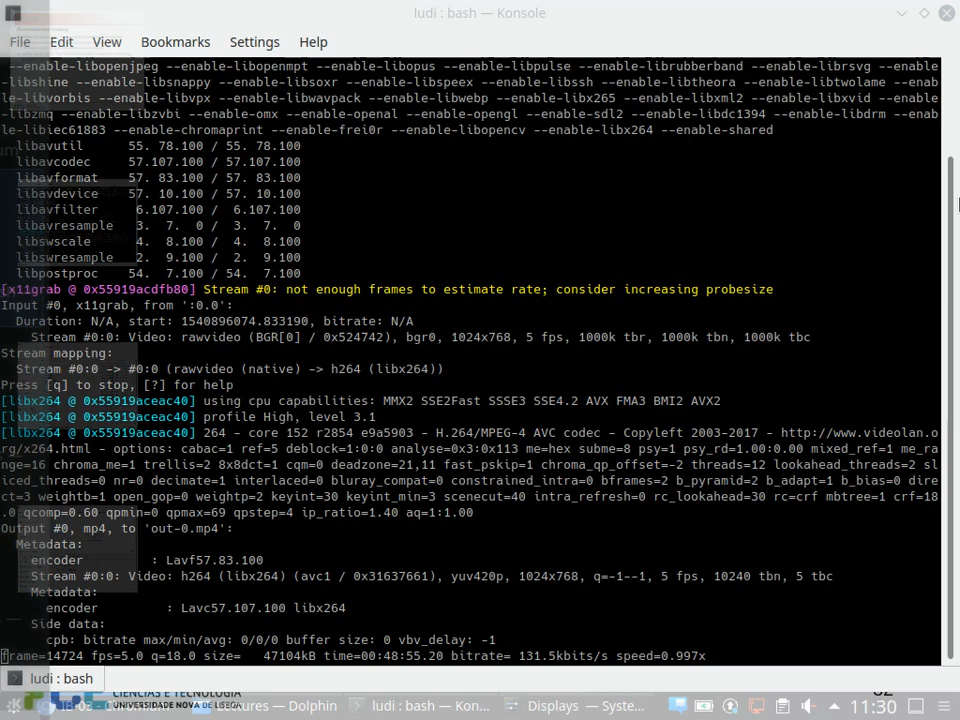 ludi : bash — Konsole
File Edit View Bookmarks Settings Help
--enable-libopenjpeg --enable-libopenmpt --enable-libopus --enable-libpulse --enable-librubberband --enable-librsvg --enable
-libshine --enable-libsnappy --enable-libsoxr --enable-libspeex --enable-libssh --enable-libtheora --enable-libtwolame --ena
ble-libvorbis --enable-libvpx --enable-libwavpack --enable-libwebp --enable-libx265 --enable-libxml2 --enable-libxvid --enab
le-libzmq --enable-libzvbi --enable-omx --enable-openal --enable-opengl --enable-sdl2 --enable-libdc1394 --enable-libdrm --enab
le-libiec61883 --enable-chromaprint --enable-frei0r --enable-libopencv --enable-libx264 --enable-shared
libavutil 55. 78.100 / 55. 78.100
libavcodec 57.107.100 / 57.107.100
libavformat 57. 83.100 / 57. 83.100
libavdevice 57. 10.100 / 57. 10.100
libavfilter 6.107.100 / 6.107.100
libavresample 3. 7. 0 / 3. 7. 0
libswscale 4. 8.100 / 4. 8.100
libswresample 2. 9.100 / 2. 9.100
libpostproc 54. 7.100 / 54. 7.100
[x11grab @ 0x55919acdfb80] Stream #0: not enough frames to estimate rate; consider increasing probesize
Input #0, x11grab, from ':0.0':
Duration: N/A, start: 1540896074.833190, bitrate: N/A
Stream #0:0: Video: rawvideo (BGR[0] / 0x524742), bgr0, 1024x768, 5 fps, 1000k tbr, 1000k tbn, 1000k tbc
Stream mapping:
Stream #0:0 -> #0:0 (rawvideo (native) -> h264 (libx264))
Press [q] to stop, [?] for help
[libx264 @ 0x55919aceac40] using cpu capabilities: MMX2 SSE2Fast SSSE3 SSE4.2 AVX FMA3 BMI2 AVX2
[libx264 @ 0x55919aceac40] profile High, level 3.1
[libx264 @ 0x55919aceac40] 264 - core 152 r2854 e9a5903 - H.264/MPEG-4 AVC codec - Copyleft 2003-2017 - http://www.videolan.o
rg/x264.html - options: cabac=1 ref=5 deblock=1:0:0 analyse=0x3:0x113 me=hex subme=8 psy=1 psy_rd=1.00:0.00 mixed_ref=1 me_ra
nge=16 chroma_me=1 trellis=2 8x8dct=1 cqm=0 deadzone=21,11 fast_pskip=1 chroma_qp_offset=-2 threads=12 lookahead_threads=2 sl
iced_threads=0 nr=0 decimate=1 interlaced=0 bluray_compat=0 constrained_intra=0 bframes=2 b_pyramid=2 b_adapt=1 b_bias=0 dire
ct=3 weightb=1 open_gop=0 weightp=2 keyint=30 keyint_min=3 scenecut=40 intra_refresh=0 rc_lookahead=30 rc=crf mbtree=1 crf=18
.0 qcomp=0.60 qpmin=0 qpmax=69 qpstep=4 ip_ratio=1.40 aq=1:1.00
Output #0, mp4, to 'out-0.mp4':
Metadata:
encoder : Lavf57.83.100
Stream #0:0: Video: h264 (libx264) (avc1 / 0x31637661), yuv420p, 1024x768, q=-1--1, 5 fps, 10240 tbn, 5 tbc
Metadata:
encoder : Lavc57.107.100 libx264
Side data:
cpb: bitrate max/min/avg: 0/0/0 buffer size: 0 vbv_delay: -1
frame=14724 fps=5.0 q=18.0 size= 47104kB time=00:48:55.20 bitrate= 131.5kbits/s speed=0.997x
ludi : bash
CIÊNCIAS E TECNOLOGIA
UNIVERSIDADE NOVA DE LISBOA
Lectures — Dolphin ludi : bash — Kon... Displays — Syste... 11:30